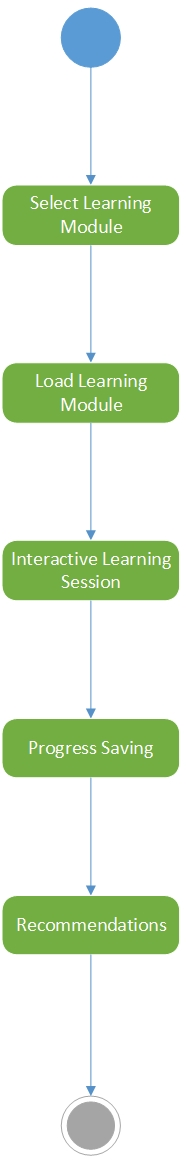 Select Learning
Module
Load Learning
Module
Interactive Learning
Session
Progress Saving
Recommendations